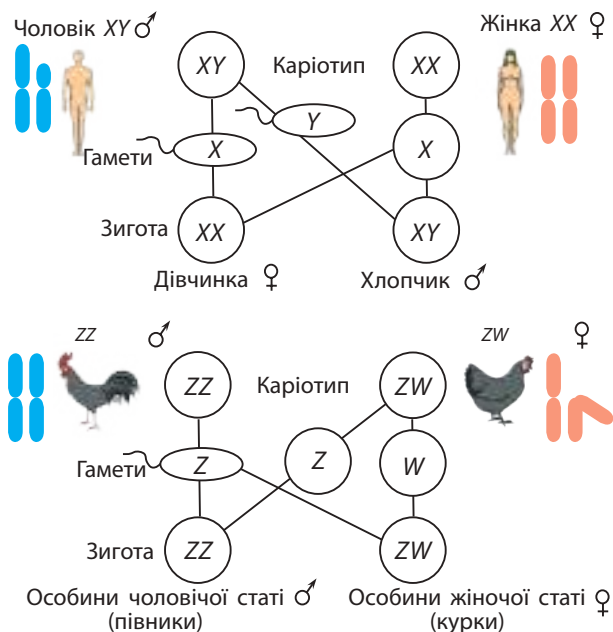 Чоловік XY ♂
Жінка XX ♀
XY
Каріотип
XX
Y
Гамети
X
X
Зигота
XX
XY
Дівчинка ♀
Хлопчик ♂
ZZ
♂
ZW
♀
ZZ
Каріотип
ZW
Гамети
Z
Z
W
Зигота
ZZ
ZW
Особини чоловічої статі ♂
(півники)
Особини жіночої статі ♀
(курки)